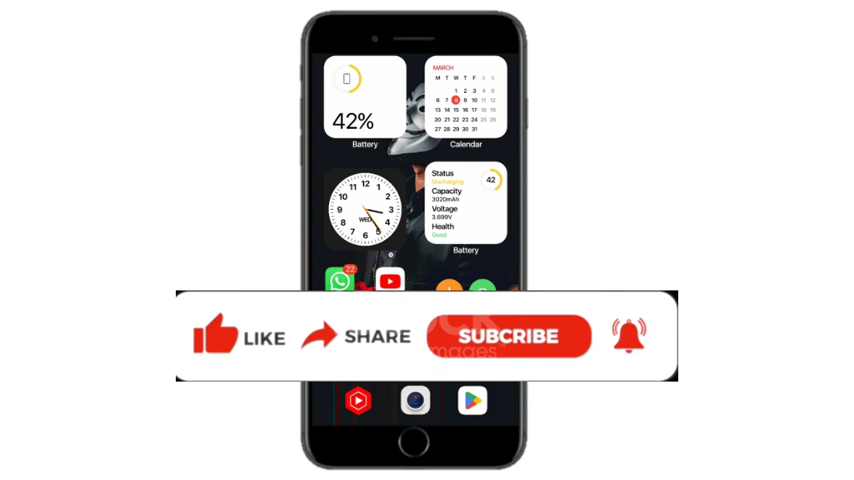 42%
Battery
MARCH
M T W T F S S
1 2 3 4 5
6 7 8 9 10 11 12
13 14 15 16 17 18 19
20 21 22 23 24 25 26
27 28 29 30 31
Calendar
12
11 1
10 2
9 3
8 4
7 5
6
WED
Status
Discharging
42
Capacity
3020mAh
Voltage
3.699V
Health
Good
Battery
22
LIKE
SHARE
SUBCRIBE
images